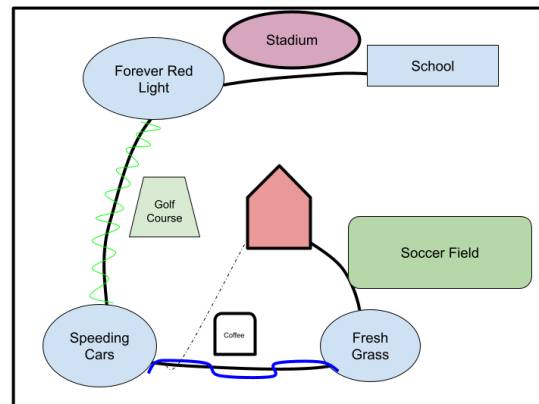 Stadium
Forever Red
Light
School
Golf
Course
Soccer Field
Speeding
Cars
Coffee
Fresh
Grass